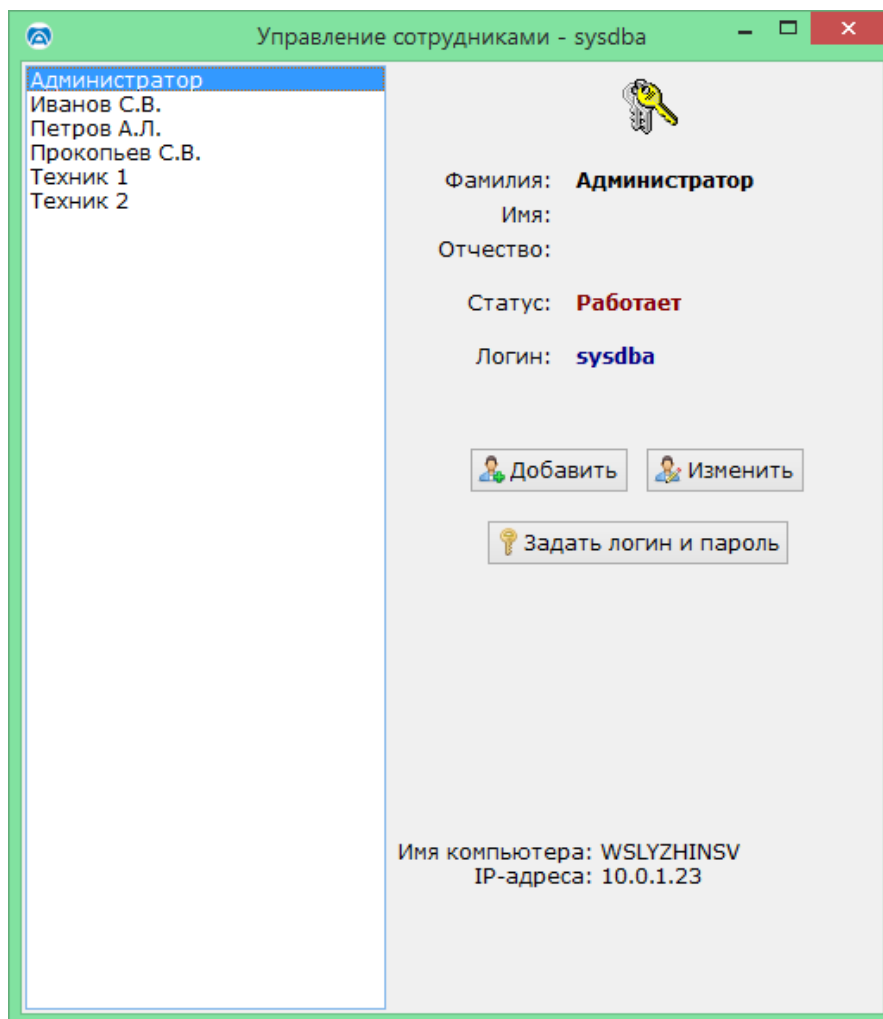 Управление сотрудниками - sysdba
Администратор
Иванов С.В.
Петров А.Л.
Прокопьев С.В.
Техник 1
Техник 2
Фамилия: Администратор
Имя:
Отчество:
Статус: Работает
Логин: sysdba
Добавить Изменить
Задать логин и пароль
Имя компьютера: WSLYZHINSV
IP-адреса: 10.0.1.23